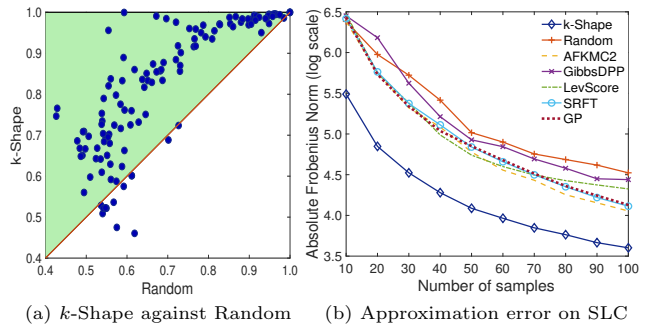 1.0
0.9
0.8
0.7
0.6
0.5
0.4
k-Shape
0.4 0.5 0.6 0.7 0.8 0.9 1.0
Random
(a) k-Shape against Random
6.5
6.0
5.5
5.0
4.5
4.0
3.5
Absolute Frobenius Norm (log scale)
k-Shape
Random
AFKMC2
GibbsDPP
LevScore
SRFT
GP
10 20 30 40 50 60 70 80 90 100
Number of samples
(b) Approximation error on SLC